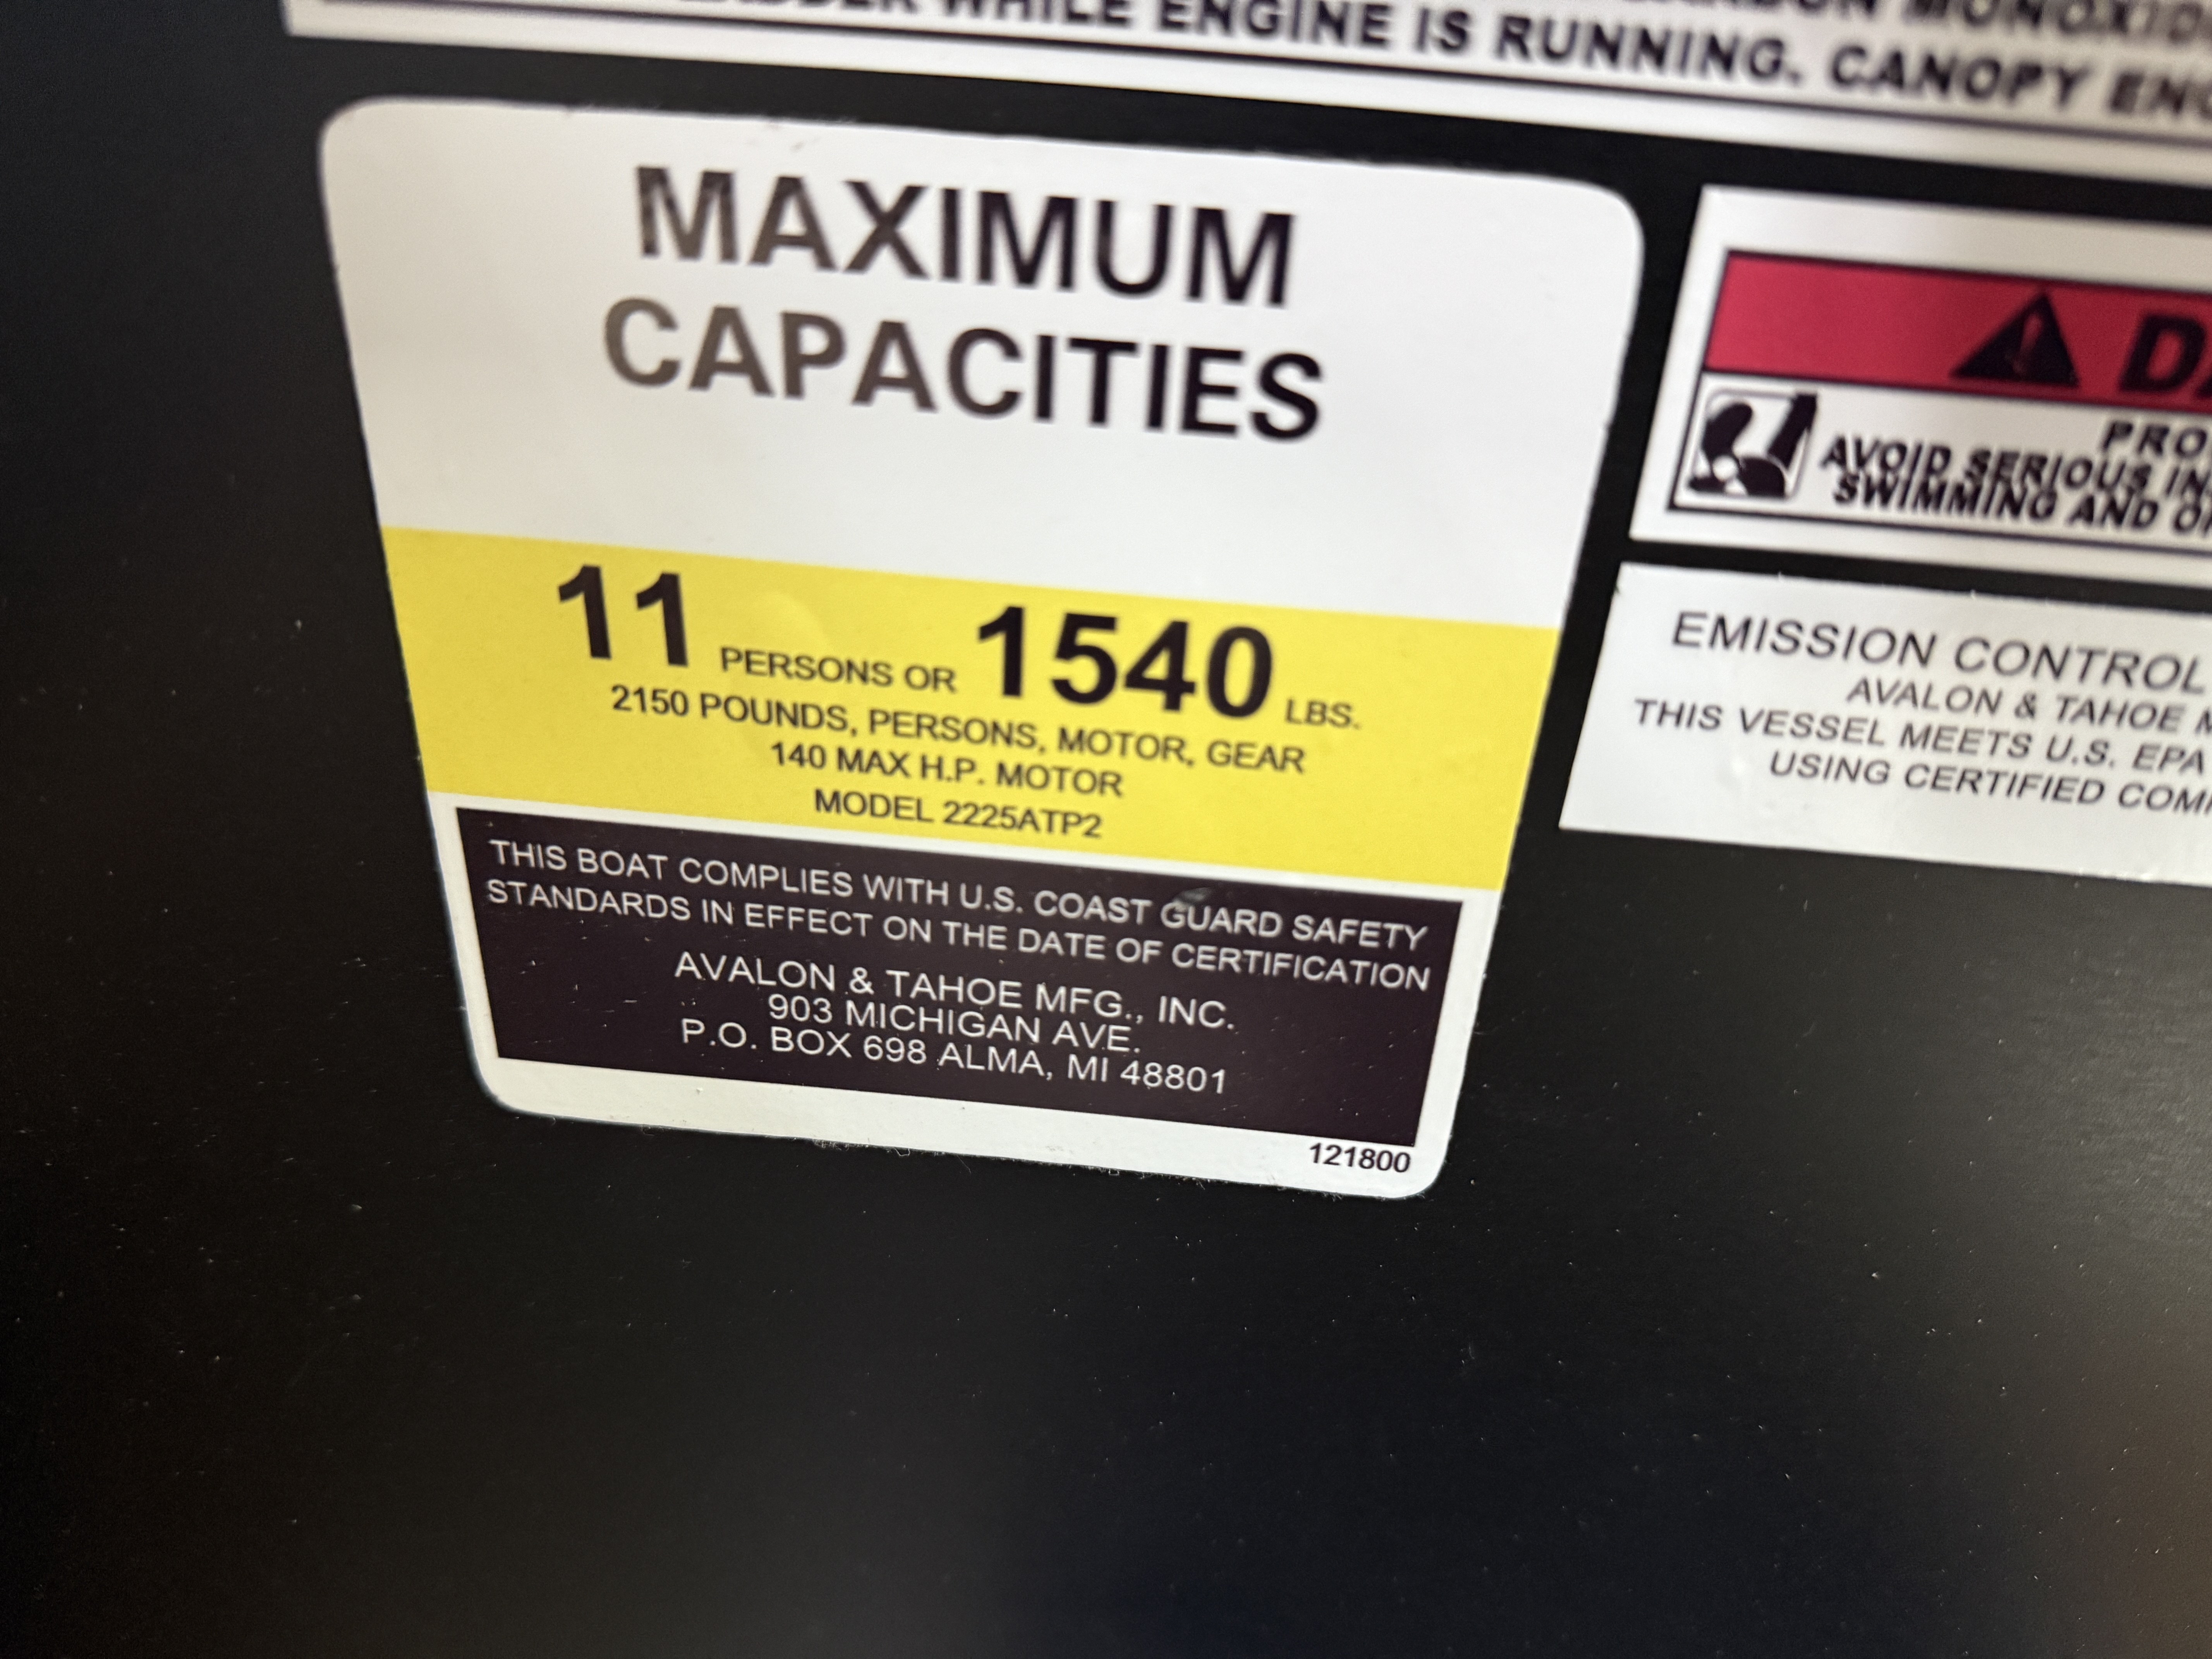 WHILE ENGINE IS RUNNING. CANOPY
MAXIMUM
CAPACITIES
11 PERSONS OR 1540 LBS.
2150 POUNDS, PERSONS, MOTOR, GEAR
140 MAX H.P. MOTOR
MODEL 2225ATP2
THIS BOAT COMPLIES WITH U.S. COAST GUARD SAFETY
STANDARDS IN EFFECT ON THE DATE OF CERTIFICATION
AVALON & TAHOE MFG., INC.
903 MICHIGAN AVE.
P.O. BOX 698 ALMA, MI 48801
121800
AVOID SERIOUS
SWIMMING AND
EMISSION CONTROL
AVALON & TAHOE
THIS VESSEL MEETS U.S. EPA
USING CERTIFIED